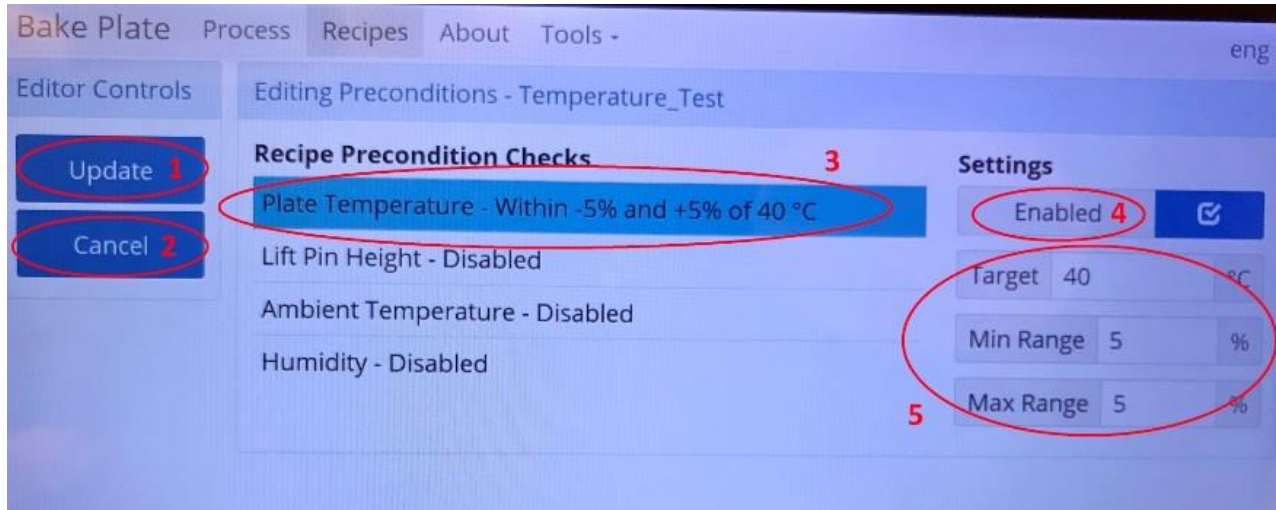 Bake Plate Process Recipes About Tools -
eng
Editor Controls
Editing Preconditions - Temperature_Test
Update 1
Cancel 2
Recipe Precondition Checks
3
Plate Temperature - Within -5% and +5% of 40 °C
Lift Pin Height - Disabled
Ambient Temperature - Disabled
Humidity - Disabled
Settings
Enabled 4
Target 40 °C
Min Range 5 %
Max Range 5 %
5